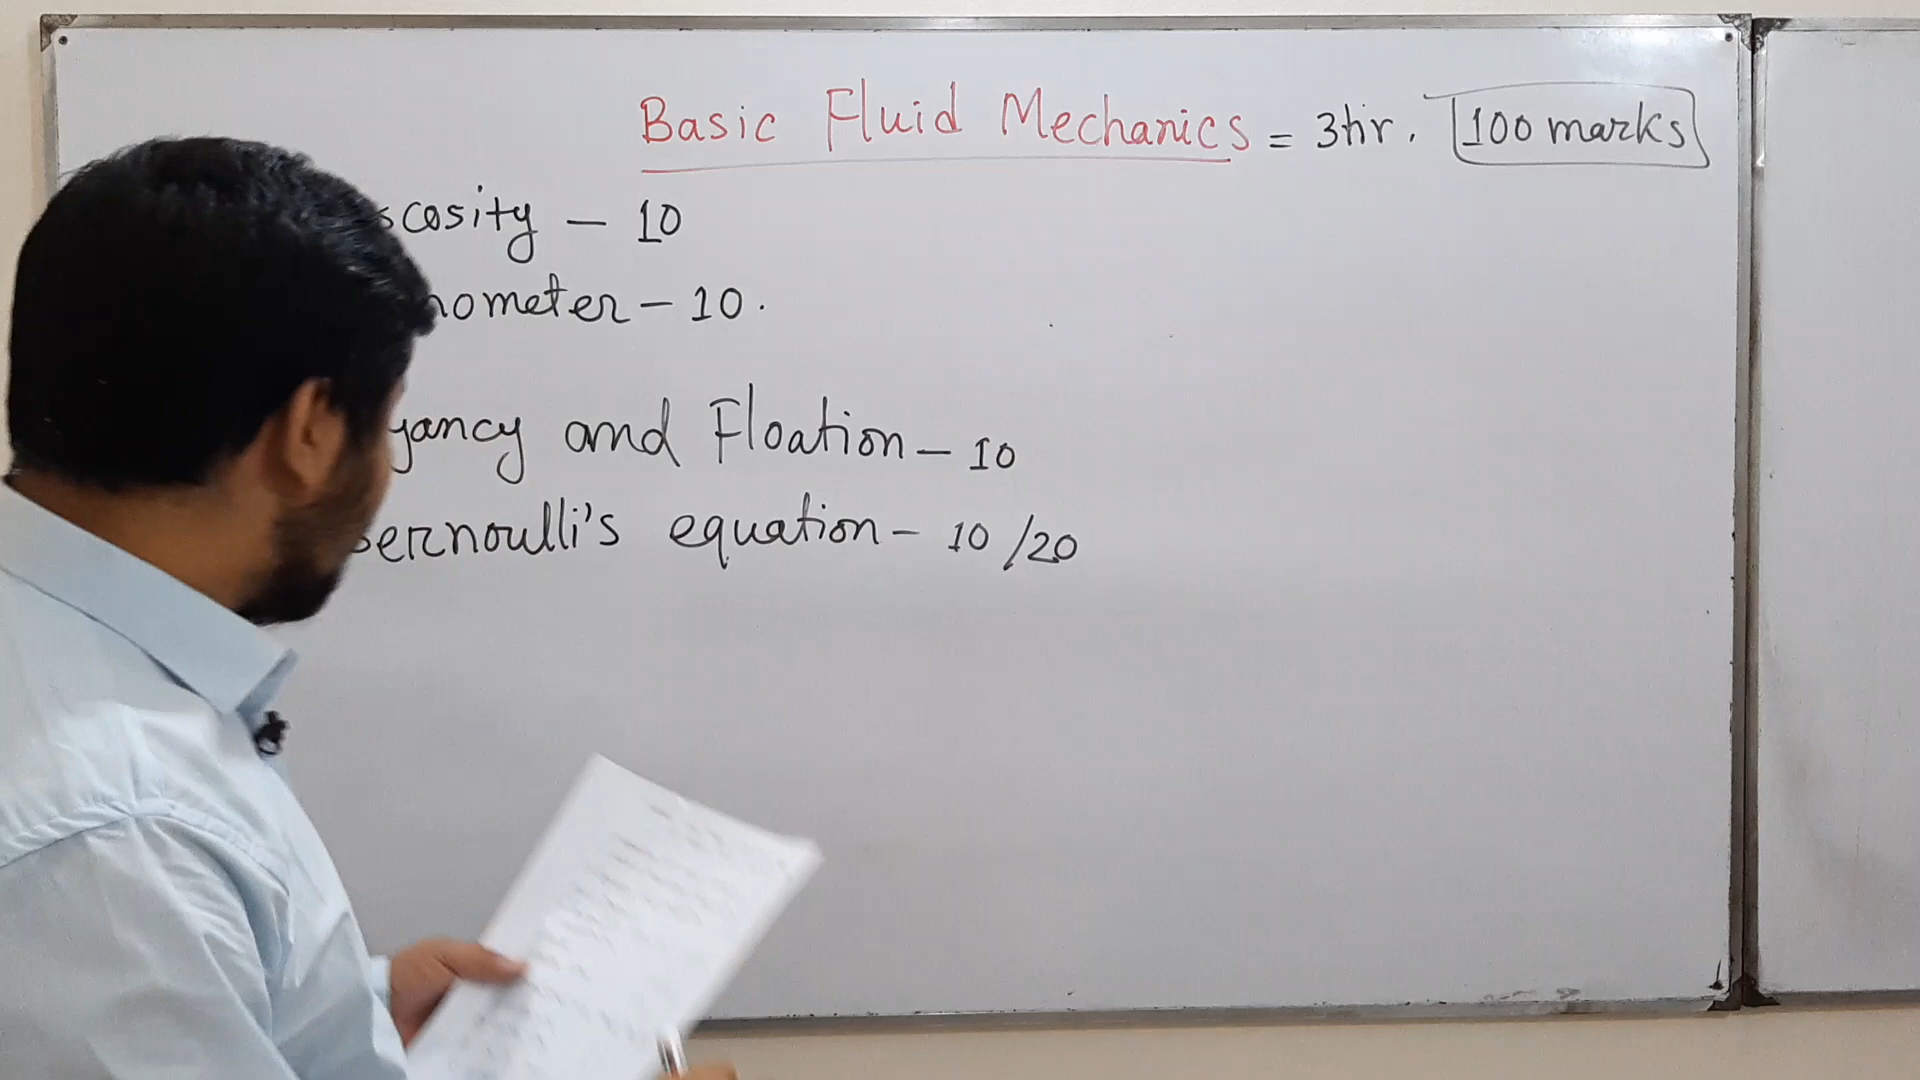 Basic Fluid Mechanics = 3hr. 100 marks
scosity - 10
nometer - 10.
yancy and Floation - 10
ernoulli's equation - 10/20